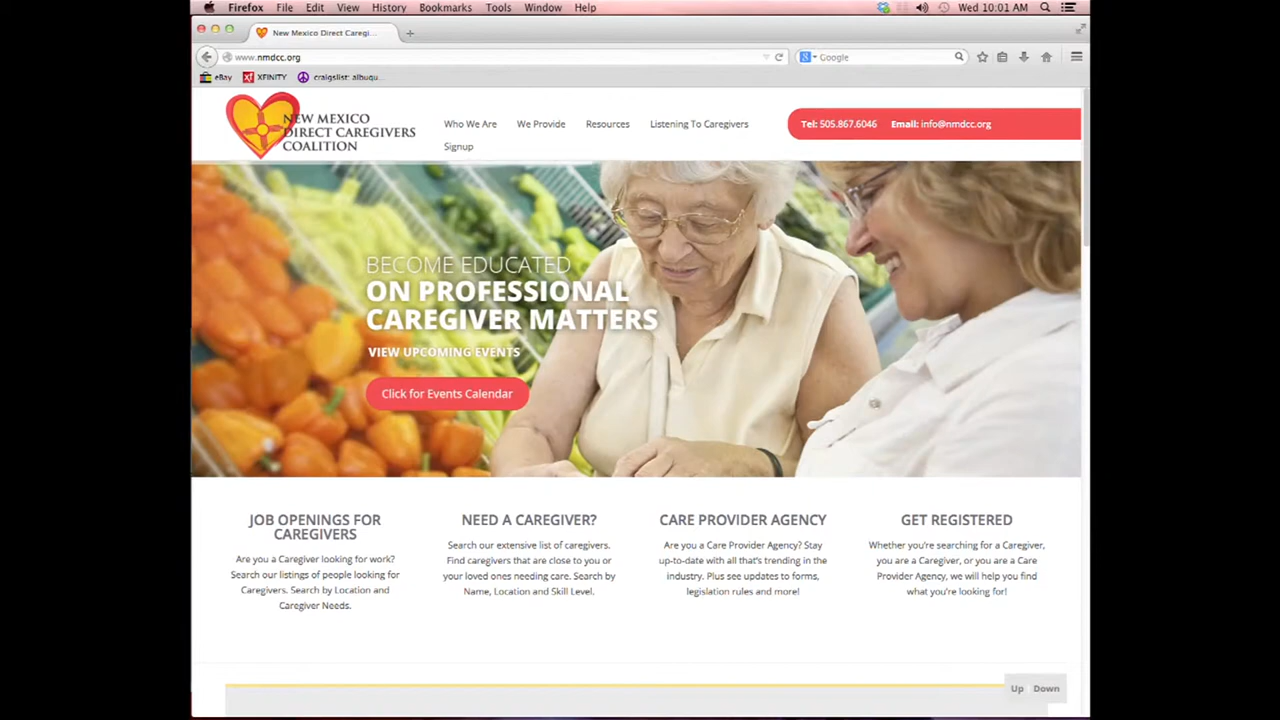 Firefox File Edit View History Bookmarks Tools Window Help Wed 10:01 AM
New Mexico Direct Caregi...
www.nmdcc.org Google
eBay XFINITY craigslist: albuqu...
NEW MEXICO
DIRECT CAREGIVERS
COALITION
Who We Are We Provide Resources Listening To Caregivers
Signup
Tel: 505.867.6046 Email: info@nmdcc.org
BECOME EDUCATED
ON PROFESSIONAL
CAREGIVER MATTERS
VIEW UPCOMING EVENTS
Click for Events Calendar
JOB OPENINGS FOR
CAREGIVERS
Are you a Caregiver looking for work?
Search our listings of people looking for
Caregivers. Search by Location and
Caregiver Needs.
NEED A CAREGIVER?
Search our extensive list of caregivers.
Find caregivers that are close to you or
your loved ones needing care. Search by
Name, Location and Skill Level.
CARE PROVIDER AGENCY
Are you a Care Provider Agency? Stay
up-to-date with all that's trending in the
industry. Plus see updates to forms,
legislation rules and more!
GET REGISTERED
Whether you're searching for a Caregiver,
you are a Caregiver, or you are a Care
Provider Agency, we will help you find
what you're looking for!
Up Down